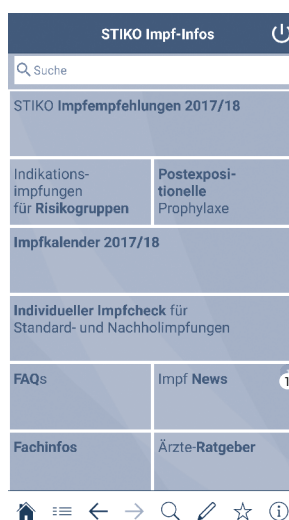 STIKO Impf-Infos
Suche
STIKO Impfempfehlungen 2017/18
Indikations-
impfungen
für Risikogruppen
Postexposi-
tionelle
Prophylaxe
Impfkalender 2017/18
Individueller Impfcheck für
Standard- und Nachholimpfungen
FAQs
Impf News
1
Fachinfos
Ärzte-Ratgeber